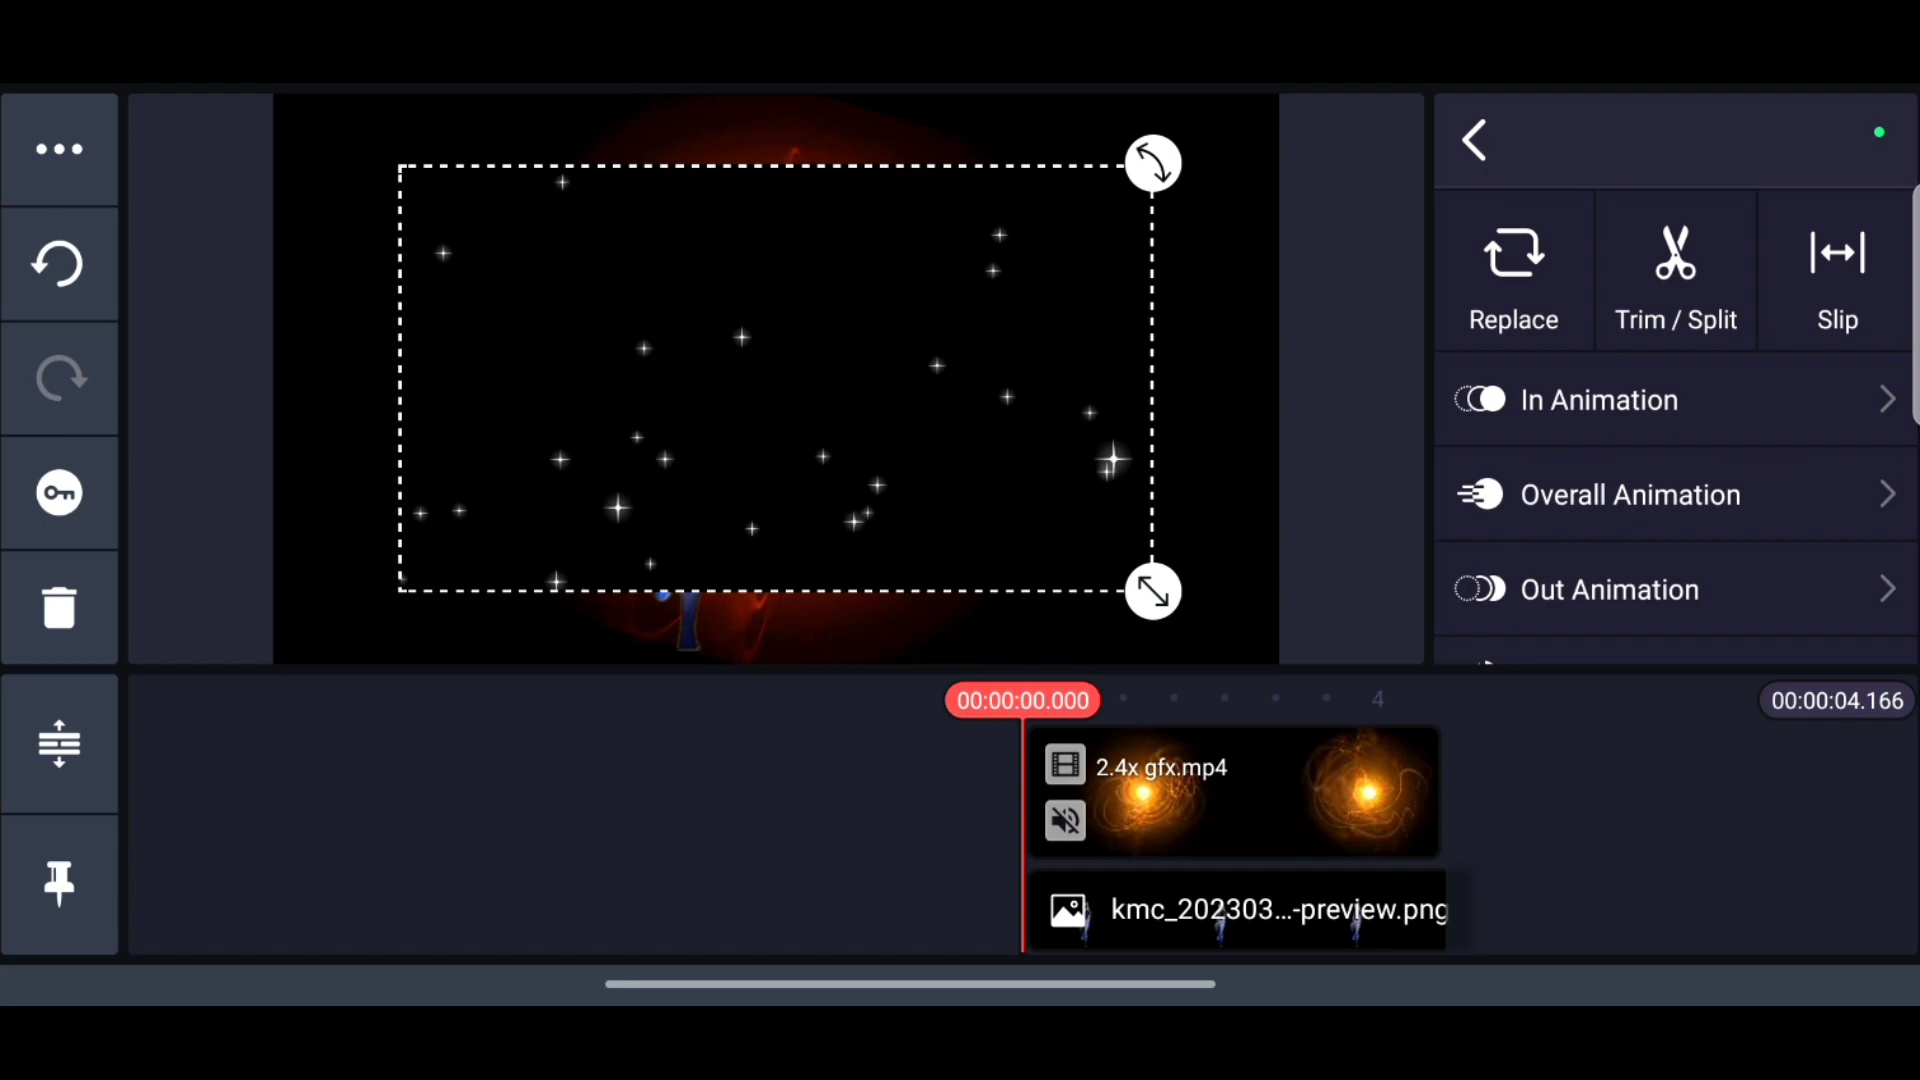 Replace
Trim / Split
Slip
In Animation
Overall Animation
Out Animation
00:00:00.000
4
00:00:04.166
2.4x gfx.mp4
kmc_202303...-preview.png